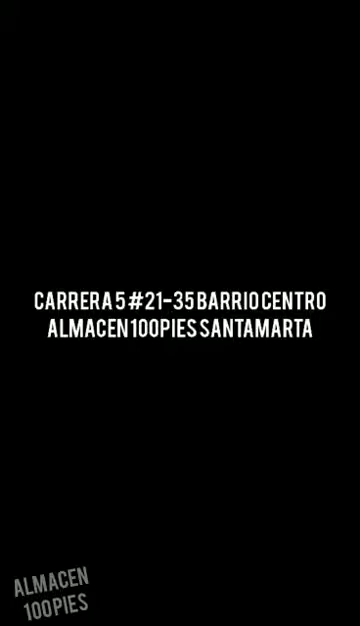 CARRERA 5 #21-35 BARRIO CENTRO
ALMACEN 100PIES SANTAMARTA
ALMACEN
100PIES